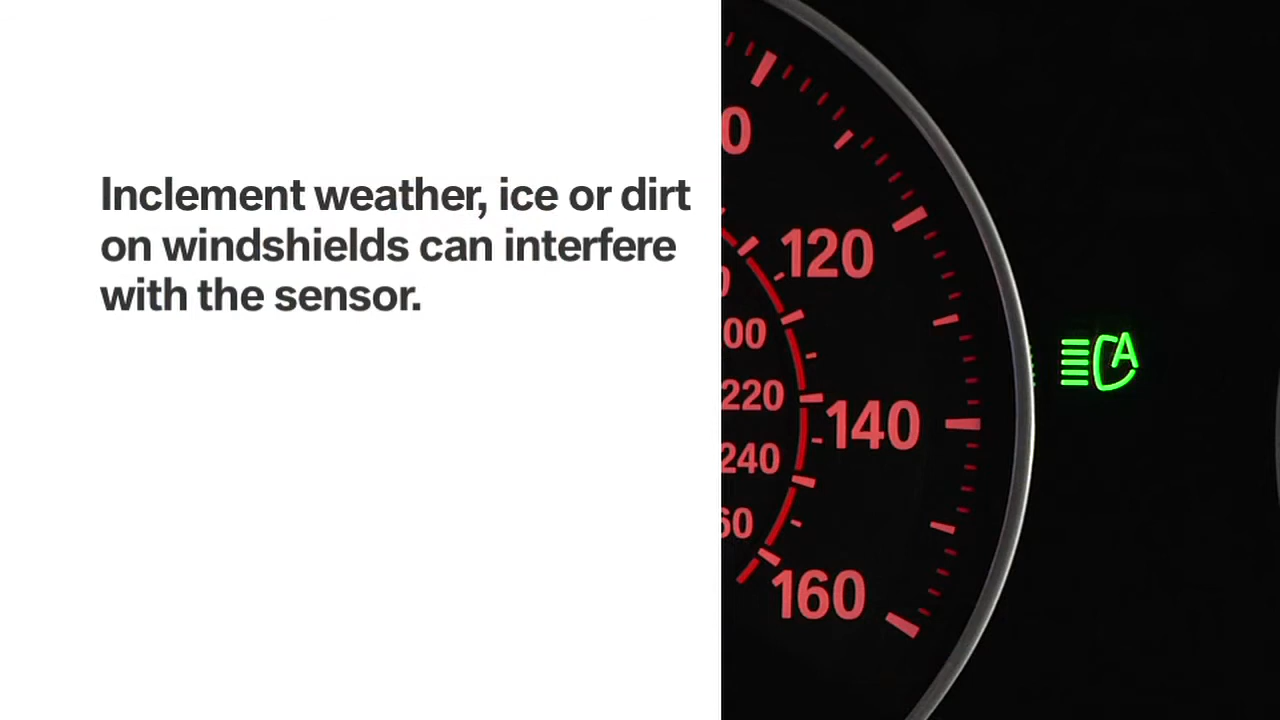 Inclement weather, ice or dirt
on windshields can interfere
with the sensor.
120
220
140
240
160
A